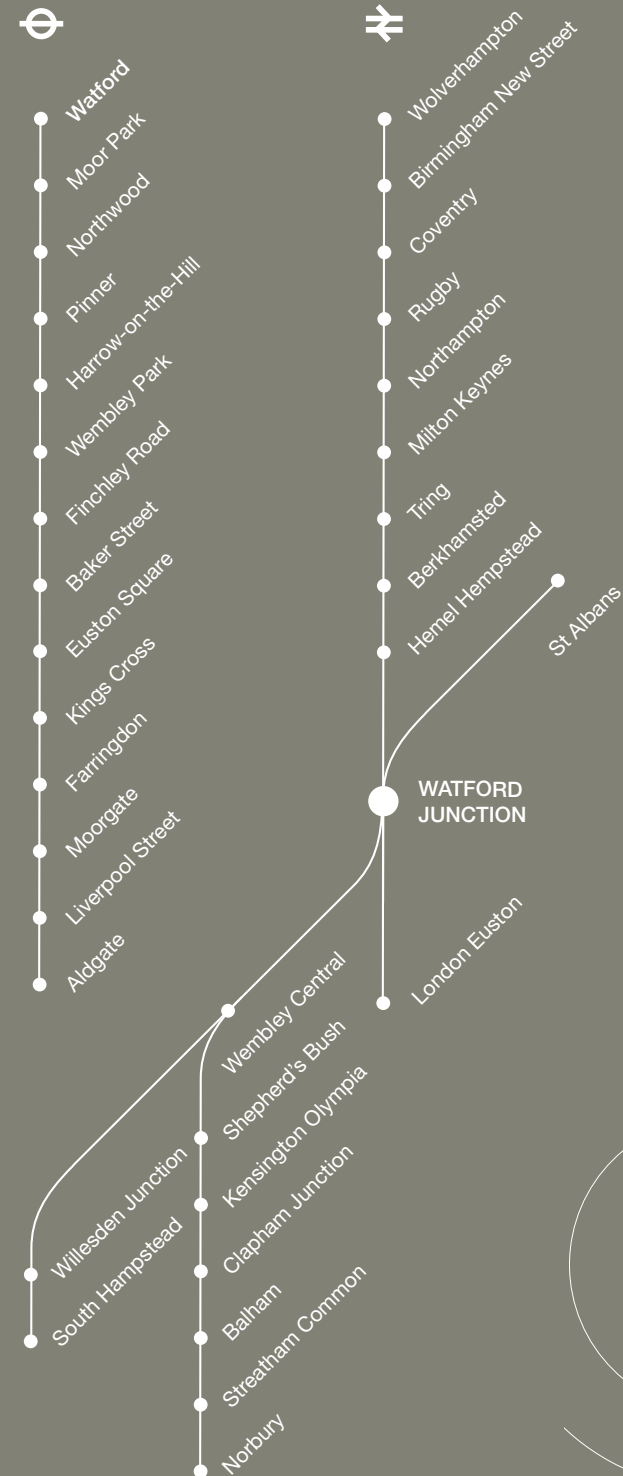 Watford
Moor Park
Northwood
Pinner
Harrow-on-the-Hill
Wembley Park
Finchley Road
Baker Street
Euston Square
Kings Cross
Farringdon
Moorgate
Liverpool Street
Aldgate
Wolverhampton
Birmingham New Street
Coventry
Rugby
Northampton
Milton Keynes
Tring
Berkhamsted
Hemel Hempstead
St Albans
WATFORD
JUNCTION
London Euston
Wembley Central
Shepherd's Bush
Kensington Olympia
Clapham Junction
Balham
Streatham Common
Norbury
Willesden Junction
South Hampstead